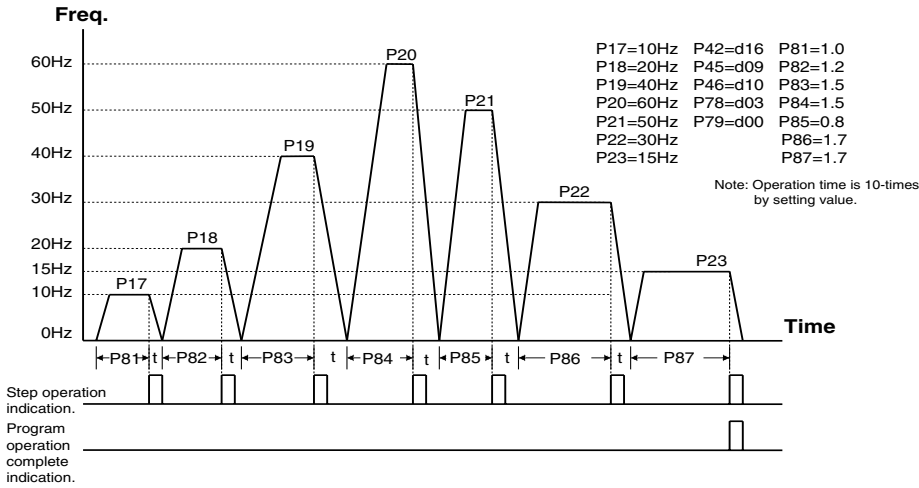 Freq.
60Hz
50Hz
40Hz
30Hz
20Hz
15Hz
10Hz
0Hz
P17
P18
P19
P20
P21
P22
P23
Time
P81 t P82 t P83 t P84 t P85 t P86 t P87
P17=10Hz P42=d16 P81=1.0
P18=20Hz P45=d09 P82=1.2
P19=40Hz P46=d10 P83=1.5
P20=60Hz P78=d03 P84=1.5
P21=50Hz P79=d00 P85=0.8
P22=30Hz P86=1.7
P23=15Hz P87=1.7
Note: Operation time is 10-times
by setting value.
Step operation
indication.
Program
operation
complete
indication.